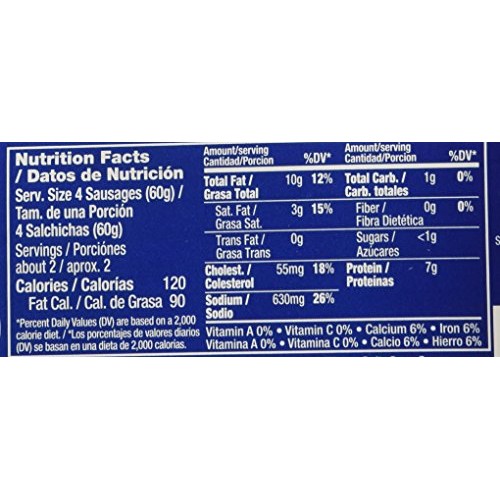 Nutrition Facts
/ Datos de Nutrición
Serv. Size 4 Sausages (60g) /
Tam. de una Porción
4 Salchichas (60g)
Servings / Porciónes
about 2 / aprox. 2
Calories / Calorías 120
Fat Cal. / Cal. de Grasa 90
*Percent Daily Values (DV) are based on a 2,000
calorie diet. / *Los porcentajes de valores diarios
(DV) se basan en una dieta de 2,000 calorías.
Amount/serving
Cantidad/Porcion %DV*
Total Fat / 10g 12%
Grasa Total
Sat. Fat / 3g 15%
Grasa Sat.
Trans Fat / 0g
Grasa Trans
Cholest. / 55mg 18%
Colesterol
Sodium / 630mg 26%
Sodio
Amount/serving
Cantidad/Porcion %DV*
Total Carb. / 1g 0%
Carb. totales
Fiber / 0g 0%
Fibra Dietética
Sugars / <1g
Azúcares
Protein / 7g
Proteinas
Vitamin A 0% • Vitamin C 0% • Calcium 6% • Iron 6%
Vitamina A 0% • Vitamina C 0% • Calcio 6% • Hierro 6%